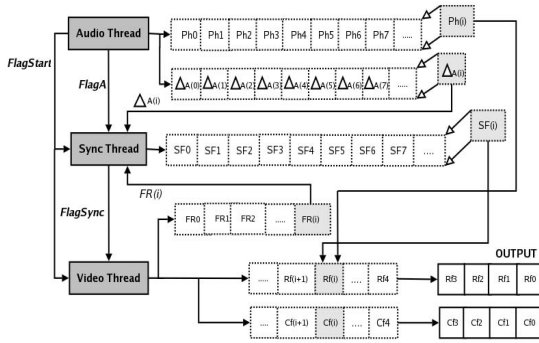 Audio Thread
Ph0 Ph1 Ph2 Ph3 Ph4 Ph5 Ph6 Ph7 .....
Ph(i)
FlagStart
FlagA
ΔA(0) ΔA(1) ΔA(2) ΔA(3) ΔA(4) ΔA(5) ΔA(6) ΔA(7) .....
ΔA(i)
ΔA(i)
Sync Thread
SF0 SF1 SF2 SF3 SF4 SF5 SF6 SF7 ....
SF(i)
FR(i)
FlagSync
FR0 FR1 FR2 ..... FR(i)
OUTPUT
Video Thread
..... Rf(i+1) Rf(i) .... Rf4
Rf3 Rf2 Rf1 Rf0
.... Cf(i+1) Cf(i) .... Cf4
Cf3 Cf2 Cf1 Cf0